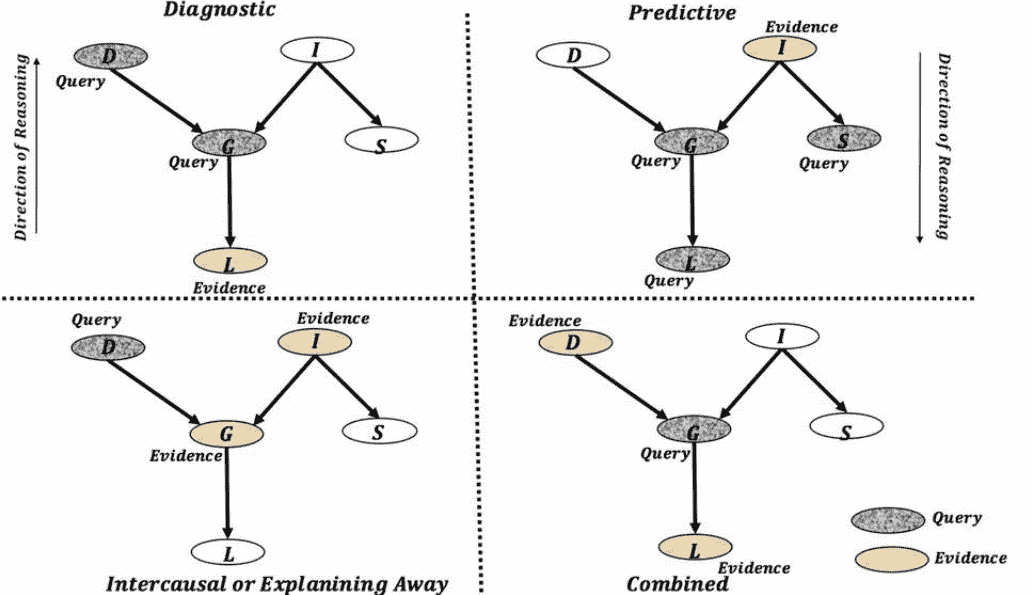 Diagnostic
D
I
Query
G
Query
S
L
Evidence
Direction of Reasoning
Predictive
Evidence
D
I
G
Query
S
Query
L
Query
Direction of Reasoning
Query
Evidence
D
I
G
Evidence
S
L
Intercausal or Explanining Away
Evidence
D
I
G
Query
S
L
Evidence
Combined
Query
Evidence